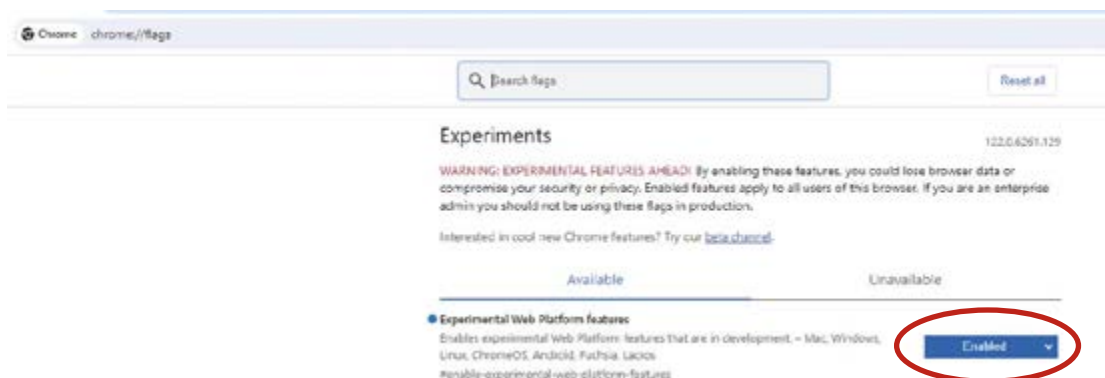 Chrome chrome://flags
Search flags
Reset all
Experiments
122.0.6261.129
WARNING: EXPERIMENTAL FEATURES AHEAD! By enabling these features, you could lose browser data or
compromise your security or privacy. Enabled features apply to all users of this browser. If you are an enterprise
admin you should not be using these flags in production.
Interested in cool new Chrome features? Try our beta channel.
Available
Unavailable
Experimental Web Platform features
Enables experimental Web Platform features that are in development. – Mac, Windows,
Linux, ChromeOS, Android, Fuchsia, Lacros
#enable-experimental-web-platform-features
Enabled